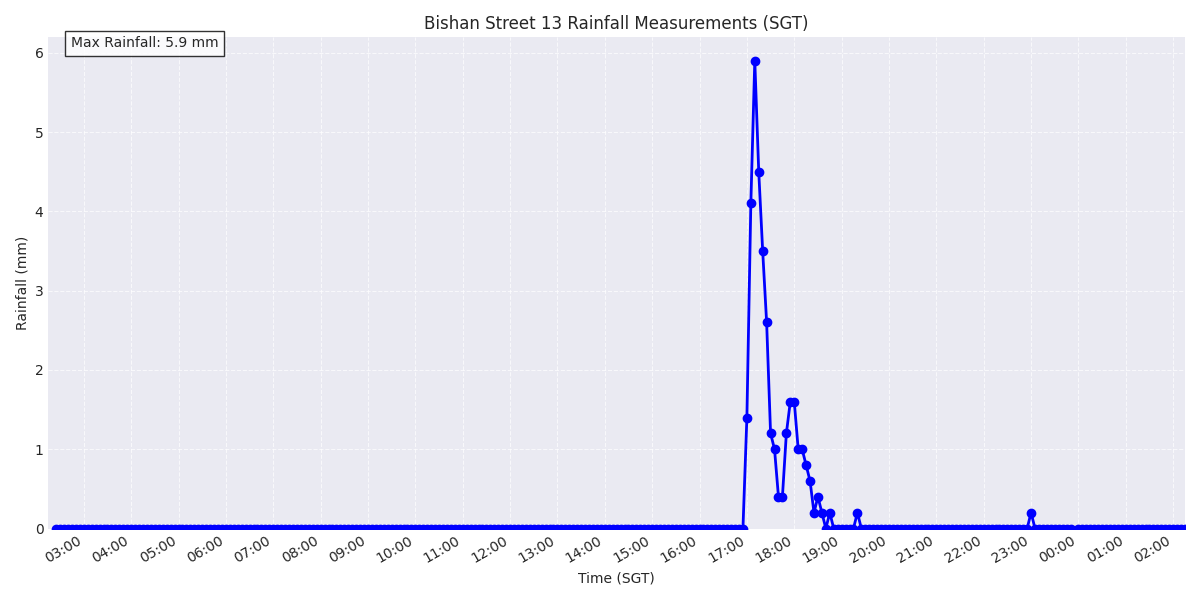 Bishan Street 13 Rainfall Measurements (SGT)
Max Rainfall: 5.9 mm
Rainfall (mm)
6
5
4
3
2
1
0
03:00 04:00 05:00 06:00 07:00 08:00 09:00 10:00 11:00 12:00 13:00 14:00 15:00 16:00 17:00 18:00 19:00 20:00 21:00 22:00 23:00 00:00 01:00 02:00
Time (SGT)